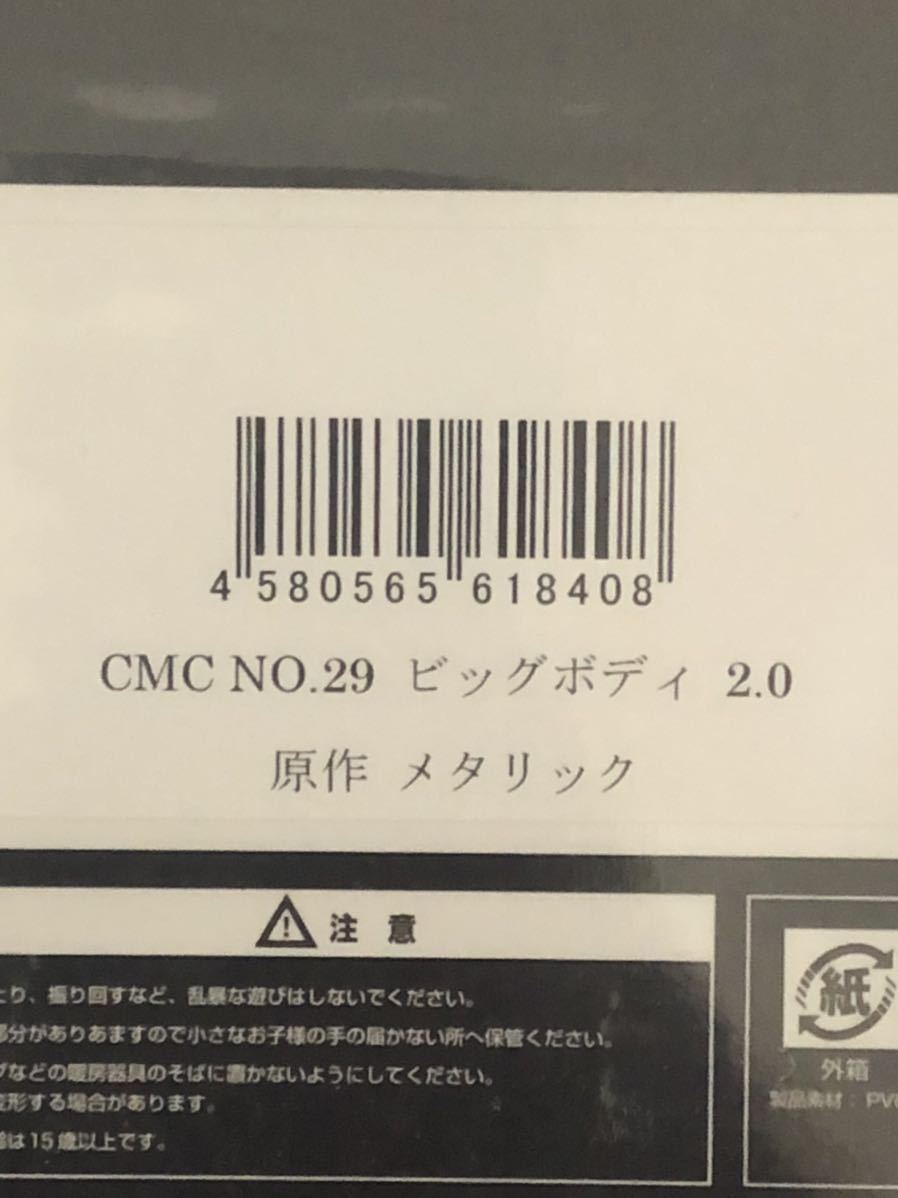 4 580565 618408
CMC NO.29 ビッグボディ 2.0
原作 メタリック
注 意
り、振り回すなど、乱暴な遊びはしないでください。
部分がありあますので小さなお子様の手の届かない所へ保管ください。
などの暖房器具のそばに置かないようにしてください。
変形する場合があります。
齢は15歳以上です。
紙
外箱
製品素材：PV